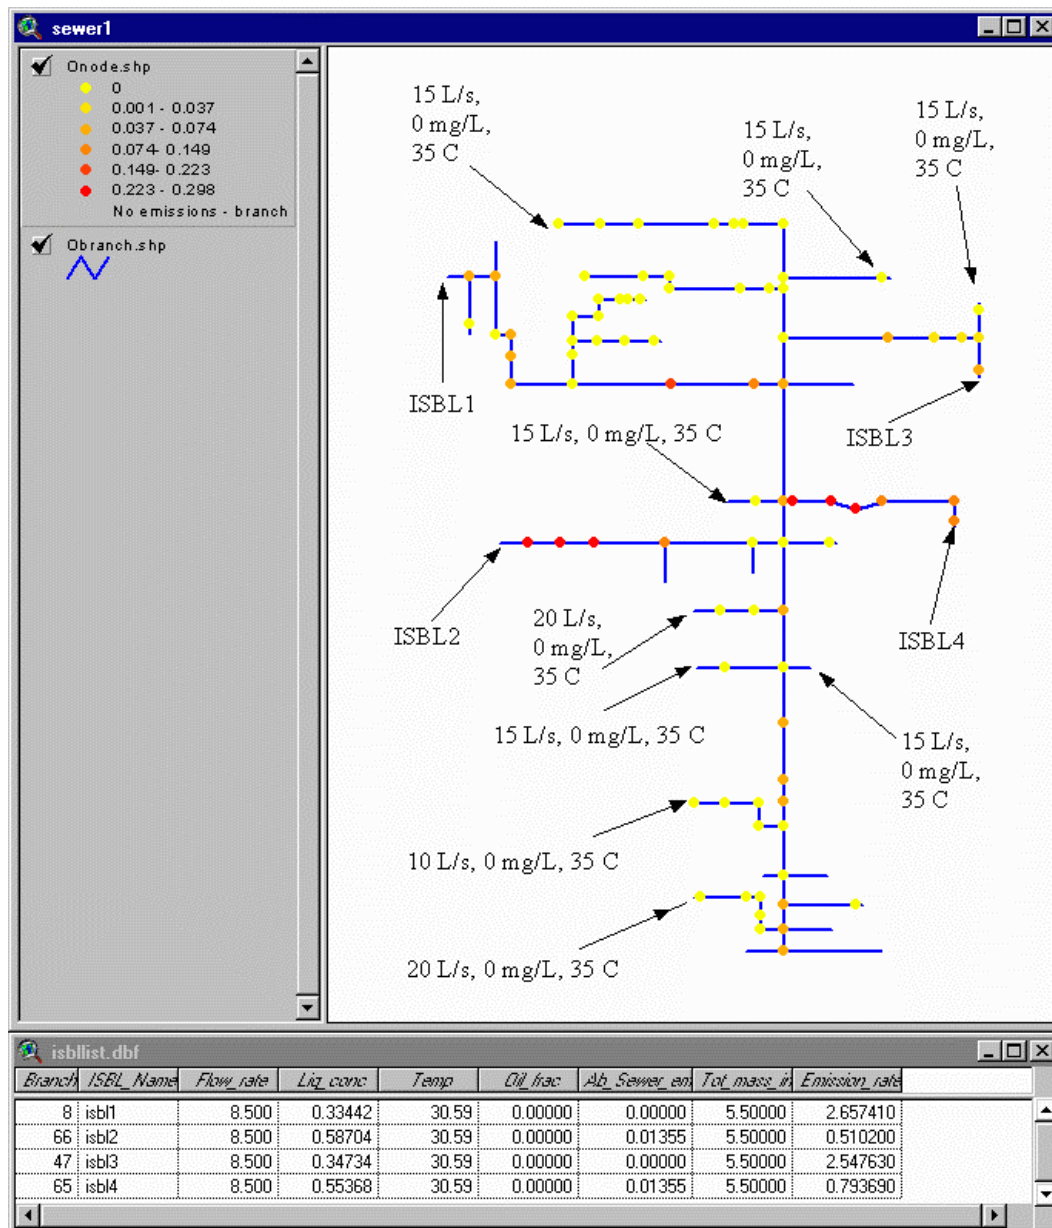 sewer1
Onode.shp
0
0.001 - 0.037
0.037 - 0.074
0.074- 0.149
0.149- 0.223
0.223 - 0.298
No emissions - branch
Obranch.shp
15 L/s,
0 mg/L,
35 C
15 L/s,
0 mg/L,
35 C
15 L/s,
0 mg/L,
35 C
ISBL1
ISBL3
15 L/s, 0 mg/L, 35 C
ISBL2
20 L/s,
0 mg/L,
35 C
ISBL4
15 L/s, 0 mg/L, 35 C
15 L/s,
0 mg/L,
35 C
10 L/s, 0 mg/L, 35 C
20 L/s, 0 mg/L, 35 C
isbllist.dbf
Branch ISBL_Name Flow_rate Liq_conc Temp Oil_frac Ab_Sewer_em Tot_mass_in Emission_rate
8 isbl1 8.500 0.33442 30.59 0.00000 0.00000 5.50000 2.657410
66 isbl2 8.500 0.58704 30.59 0.00000 0.01355 5.50000 0.510200
47 isbl3 8.500 0.34734 30.59 0.00000 0.00000 5.50000 2.547630
65 isbl4 8.500 0.55368 30.59 0.00000 0.01355 5.50000 0.793690